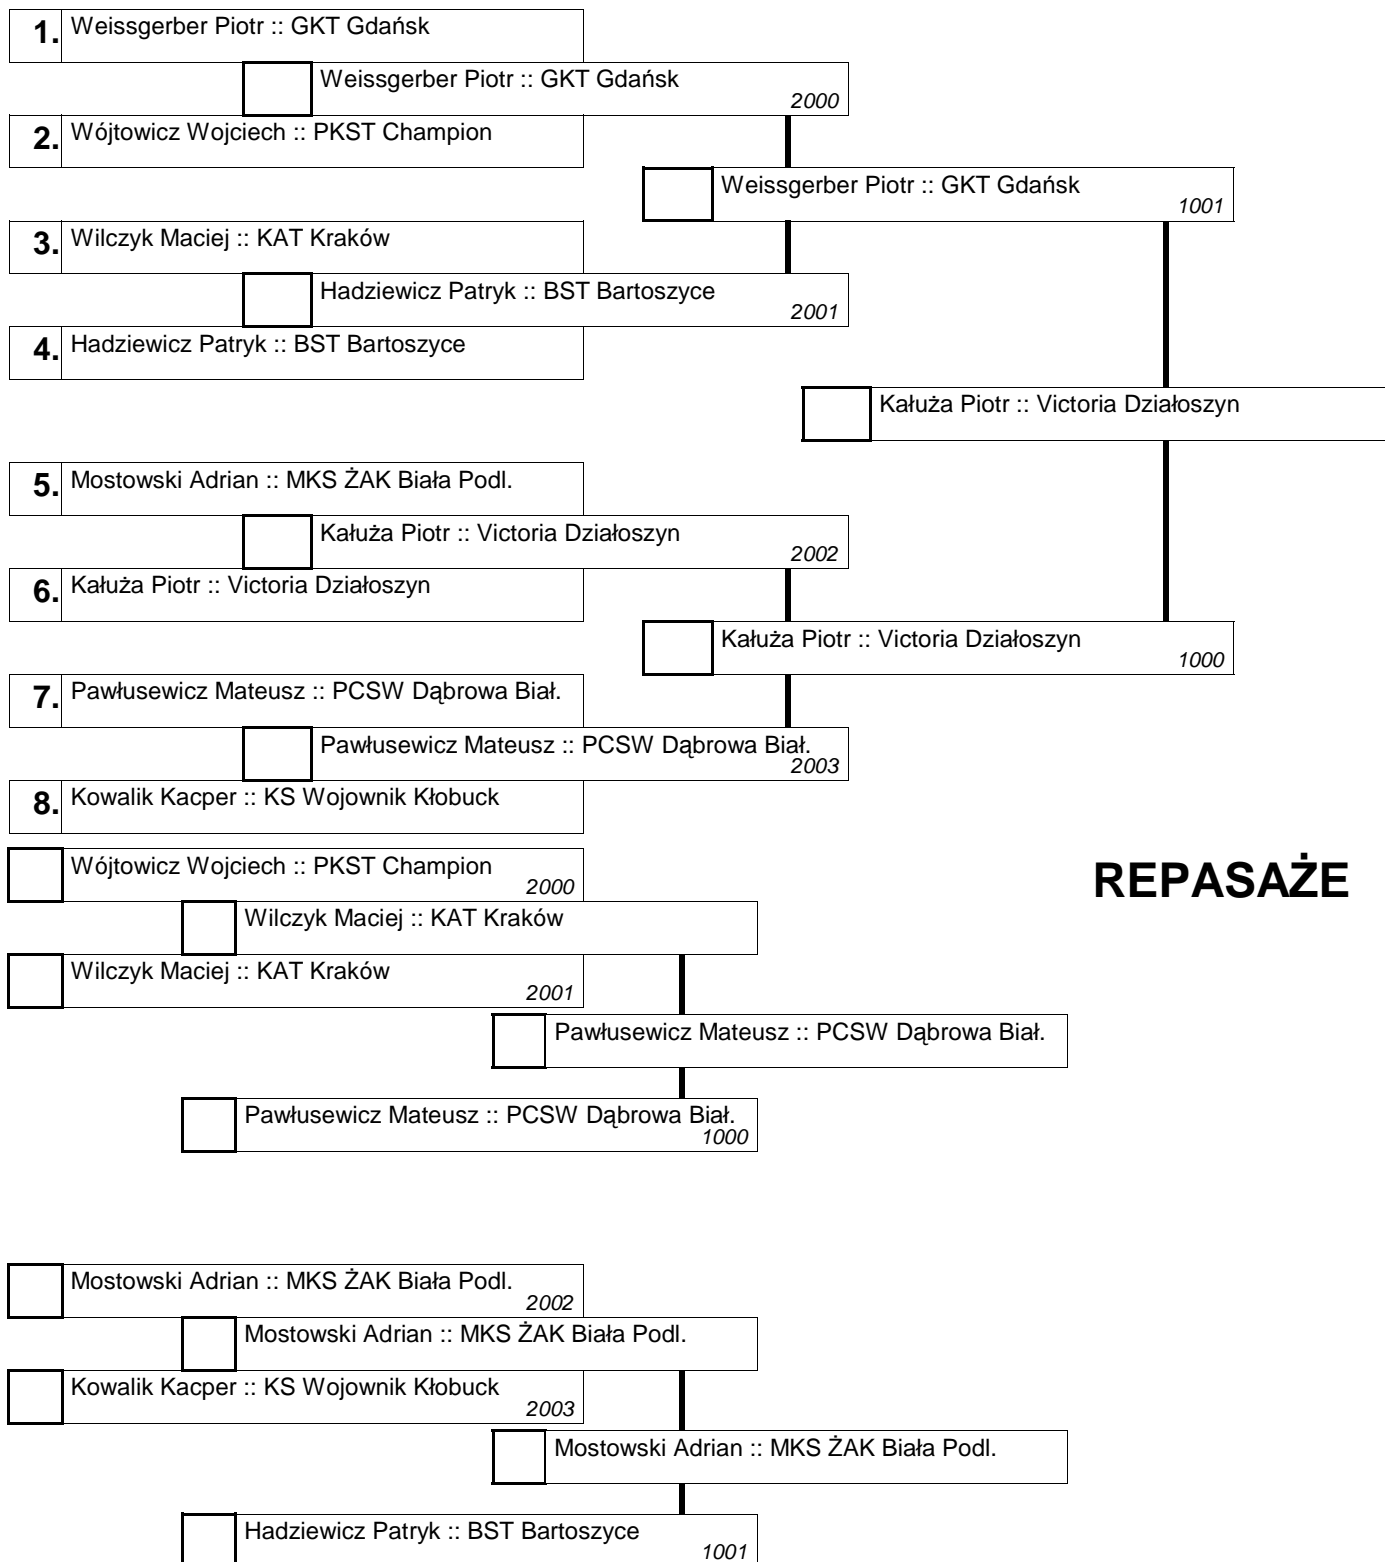 1. Weissgerber Piotr :: GKT Gdańsk
Weissgerber Piotr :: GKT Gdańsk
2000
2. Wójtowicz Wojciech :: PKST Champion
Weissgerber Piotr :: GKT Gdańsk
1001
3. Wilczyk Maciej :: KAT Kraków
Hadziewicz Patryk :: BST Bartoszyce
2001
4. Hadziewicz Patryk :: BST Bartoszyce
Kałuża Piotr :: Victoria Działoszyn
5. Mostowski Adrian :: MKS ŻAK Biała Podl.
Kałuża Piotr :: Victoria Działoszyn
2002
6. Kałuża Piotr :: Victoria Działoszyn
Kałuża Piotr :: Victoria Działoszyn
1000
7. Pawłusewicz Mateusz :: PCSW Dąbrowa Biał.
Pawłusewicz Mateusz :: PCSW Dąbrowa Biał.
2003
8. Kowalik Kacper :: KS Wojownik Kłobuck
Wójtowicz Wojciech :: PKST Champion
2000
REPASAŻE
Wilczyk Maciej :: KAT Kraków
Wilczyk Maciej :: KAT Kraków
2001
Pawłusewicz Mateusz :: PCSW Dąbrowa Biał.
Pawłusewicz Mateusz :: PCSW Dąbrowa Biał.
1000
Mostowski Adrian :: MKS ŻAK Biała Podl.
2002
Mostowski Adrian :: MKS ŻAK Biała Podl.
Kowalik Kacper :: KS Wojownik Kłobuck
2003
Mostowski Adrian :: MKS ŻAK Biała Podl.
Hadziewicz Patryk :: BST Bartoszyce
1001